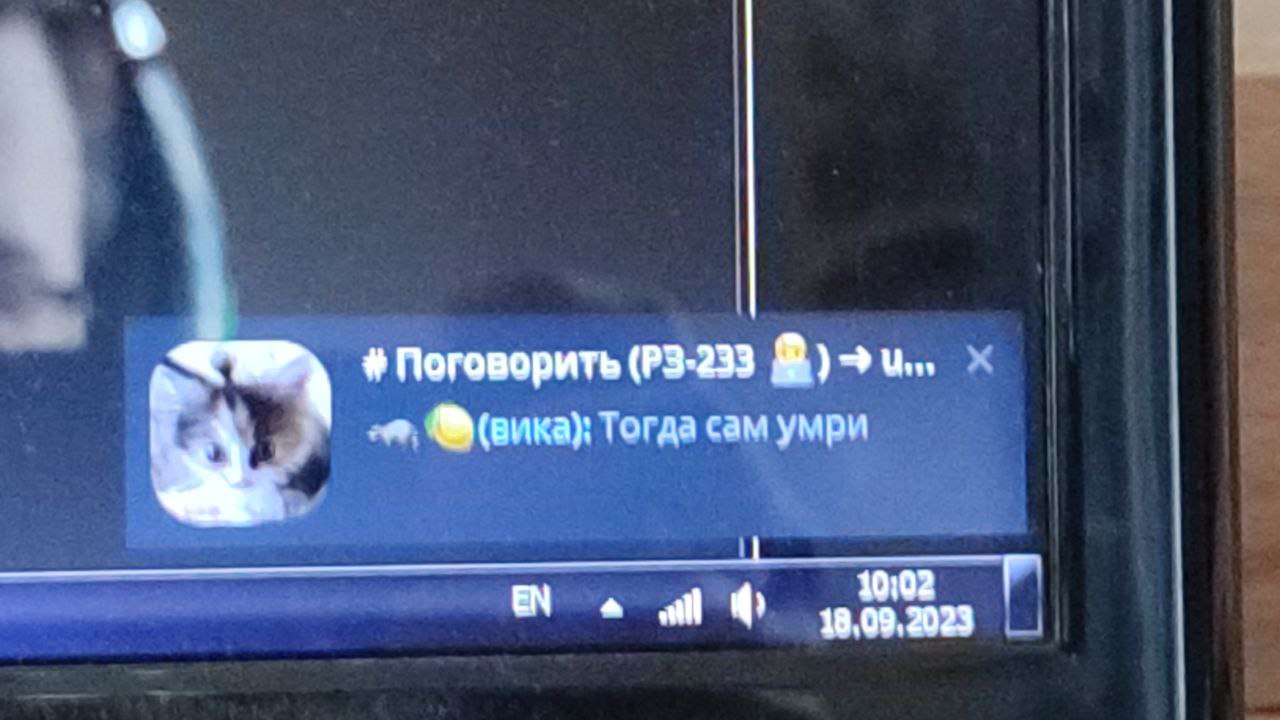 # Поговорить (РЗ-233 🧑‍💻) → u...
🐀🍋(вика): Тогда сам умри
EN
10:02
18.09.2023